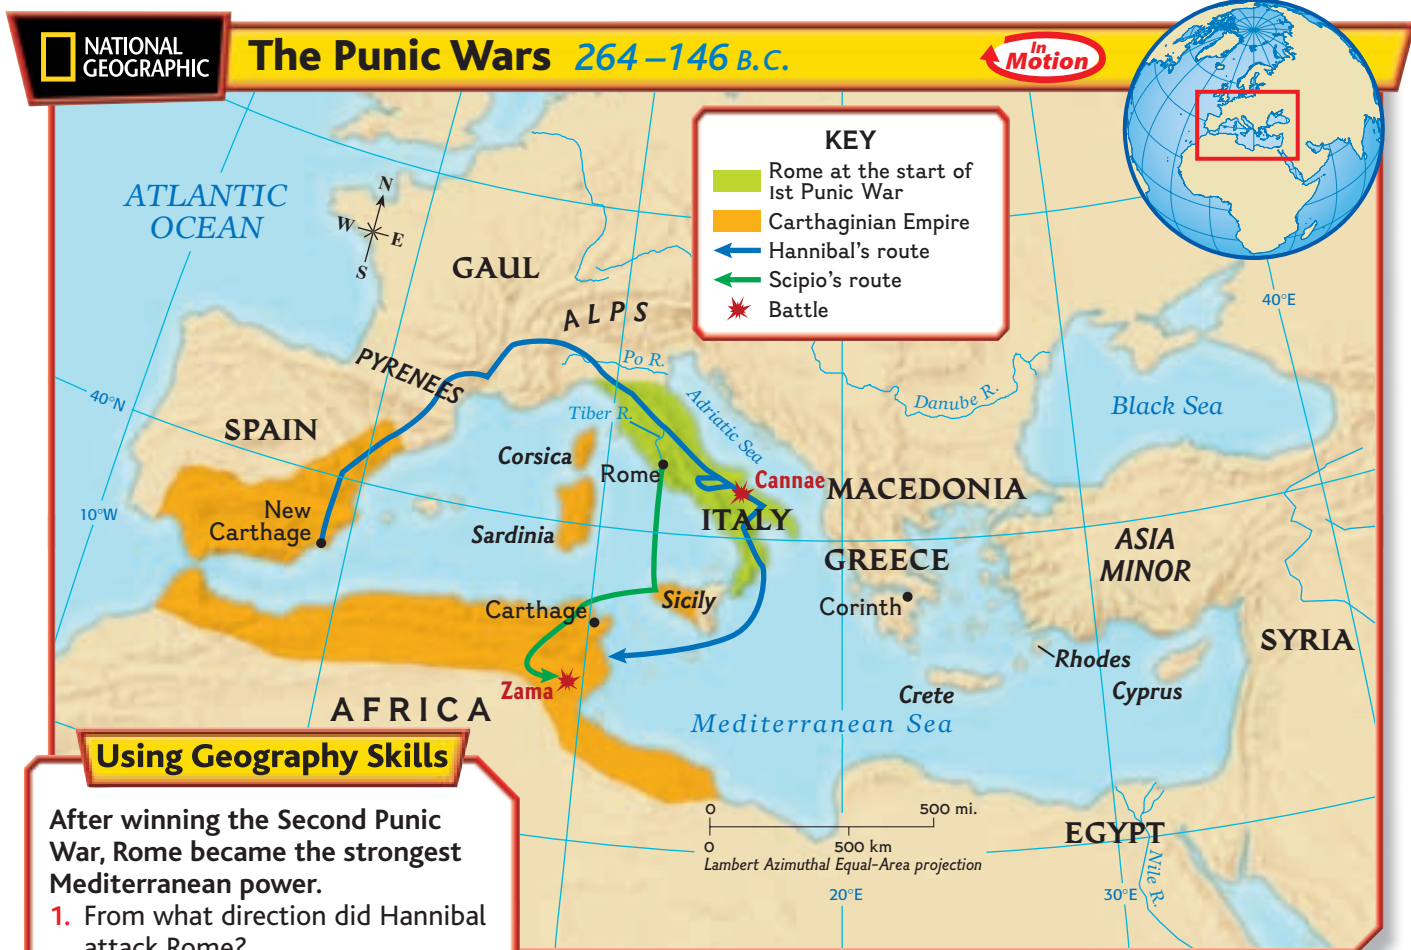 NATIONAL
GEOGRAPHIC
The Punic Wars 264–146 B.C.
In
Motion
KEY
Rome at the start of
1st Punic War
Carthaginian Empire
Hannibal's route
Scipio's route
Battle
ATLANTIC
OCEAN
N
W
E
S
GAUL
ALPS
40°E
PYRENEES
Po R.
Danube R.
Black Sea
40°N
SPAIN
Tiber R.
Adriatic Sea
Corsica
Rome
Cannae
MACEDONIA
10°W
New
Carthage
Sardinia
ITALY
GREECE
ASIA
MINOR
Carthage
Sicily
Corinth
SYRIA
Rhodes
Zama
Crete
Cyprus
AFRICA
Mediterranean Sea
0
500 mi.
0
500 km
Lambert Azimuthal Equal-Area projection
EGYPT
Nile R.
20°E
30°E
Using Geography Skills
After winning the Second Punic
War, Rome became the strongest
Mediterranean power.
1. From what direction did Hannibal
attack Rome?